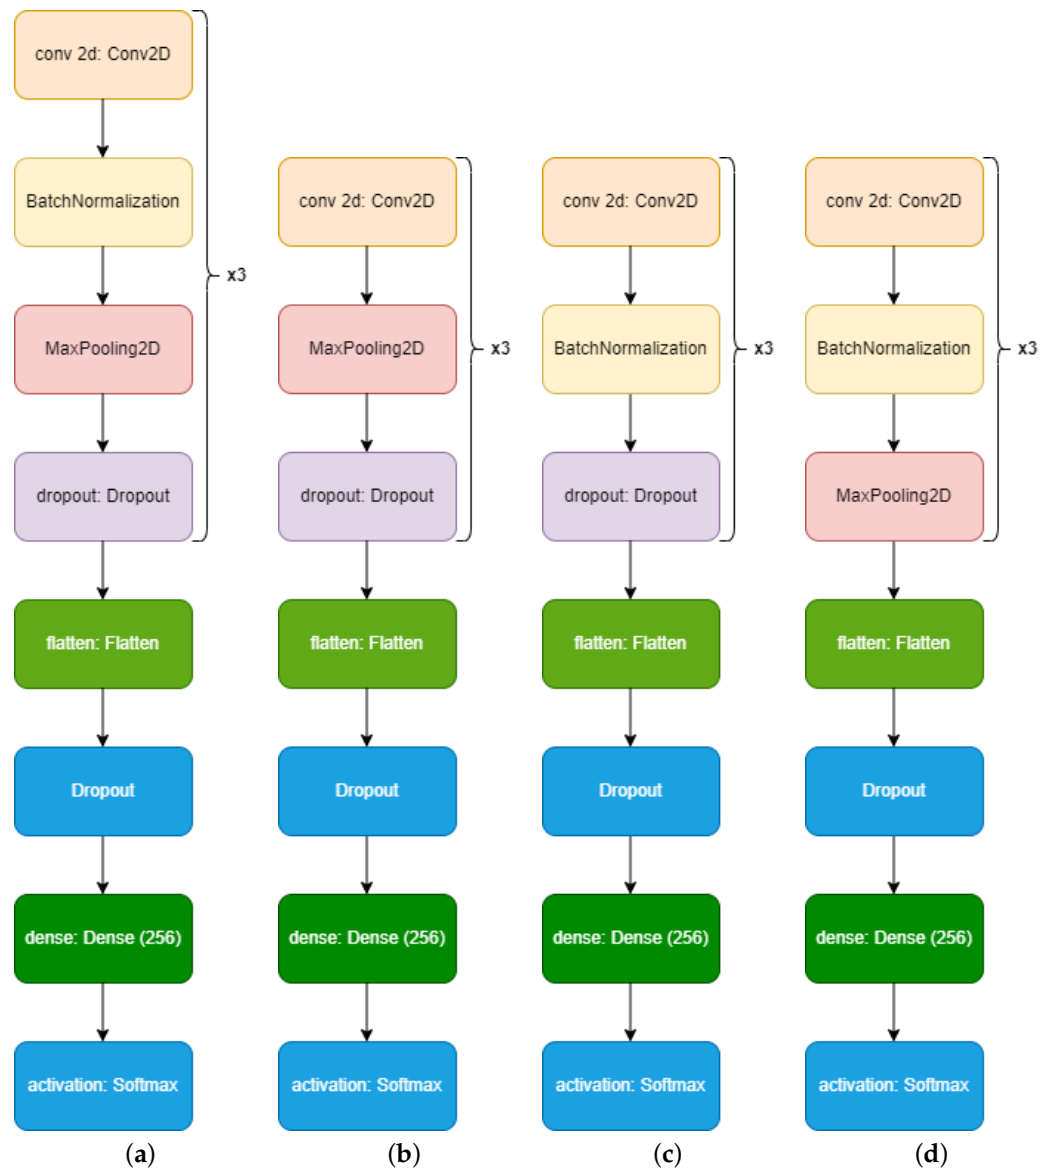 conv 2d: Conv2D
BatchNormalization
MaxPooling2D
dropout: Dropout
x3
flatten: Flatten
Dropout
dense: Dense (256)
activation: Softmax
(a)
conv 2d: Conv2D
MaxPooling2D
dropout: Dropout
x3
flatten: Flatten
Dropout
dense: Dense (256)
activation: Softmax
(b)
conv 2d: Conv2D
BatchNormalization
dropout: Dropout
x3
flatten: Flatten
Dropout
dense: Dense (256)
activation: Softmax
(c)
conv 2d: Conv2D
BatchNormalization
MaxPooling2D
x3
flatten: Flatten
Dropout
dense: Dense (256)
activation: Softmax
(d)